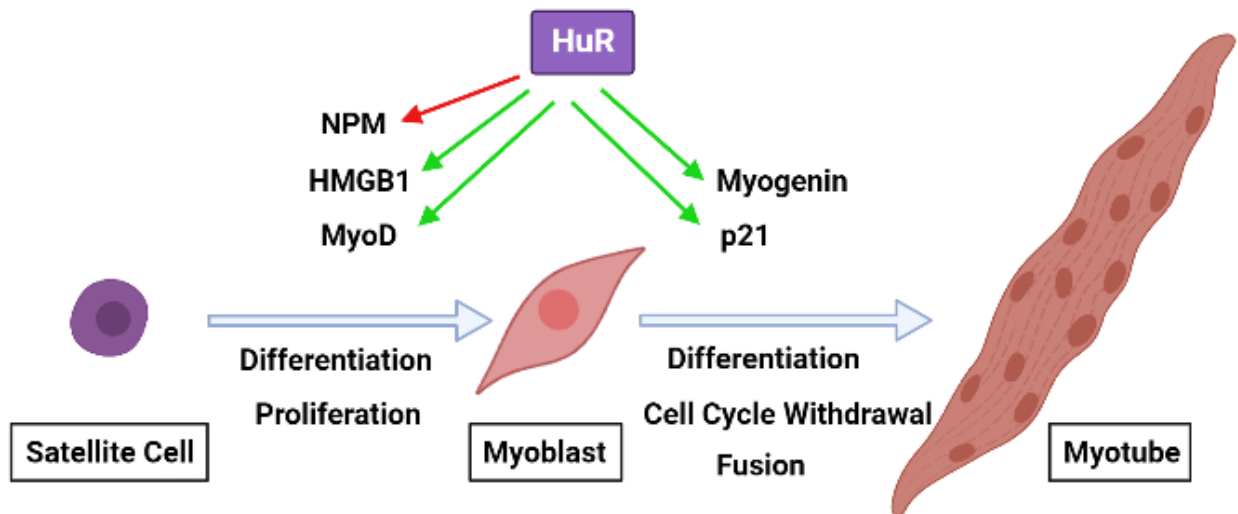 HuR
NPM
HMGB1
MyoD
Myogenin
p21
Differentiation
Proliferation
Differentiation
Cell Cycle Withdrawal
Fusion
Satellite Cell
Myoblast
Myotube